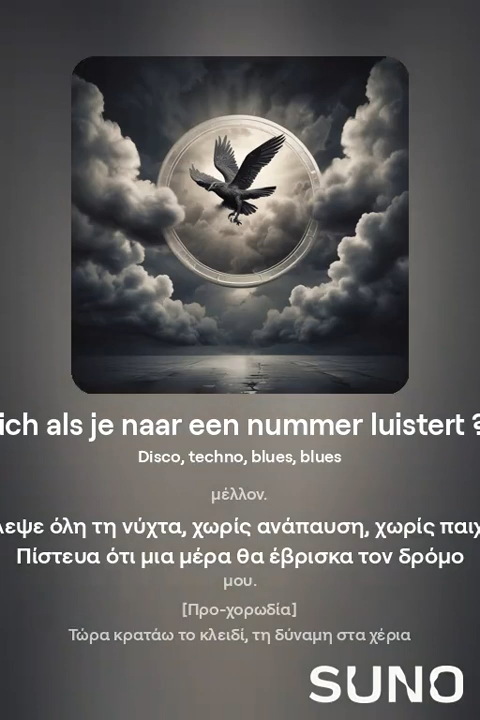 ich als je naar een nummer luistert ?
Disco, techno, blues, blues
μέλλον.
λεψε όλη τη νύχτα, χωρίς ανάπαυση, χωρίς παιχ
Πίστευα ότι μια μέρα θα έβρισκα τον δρόμο
μου.
[Προ-χορωδία]
Τώρα κρατάω το κλειδί, τη δύναμη στα χέρια
SUNO